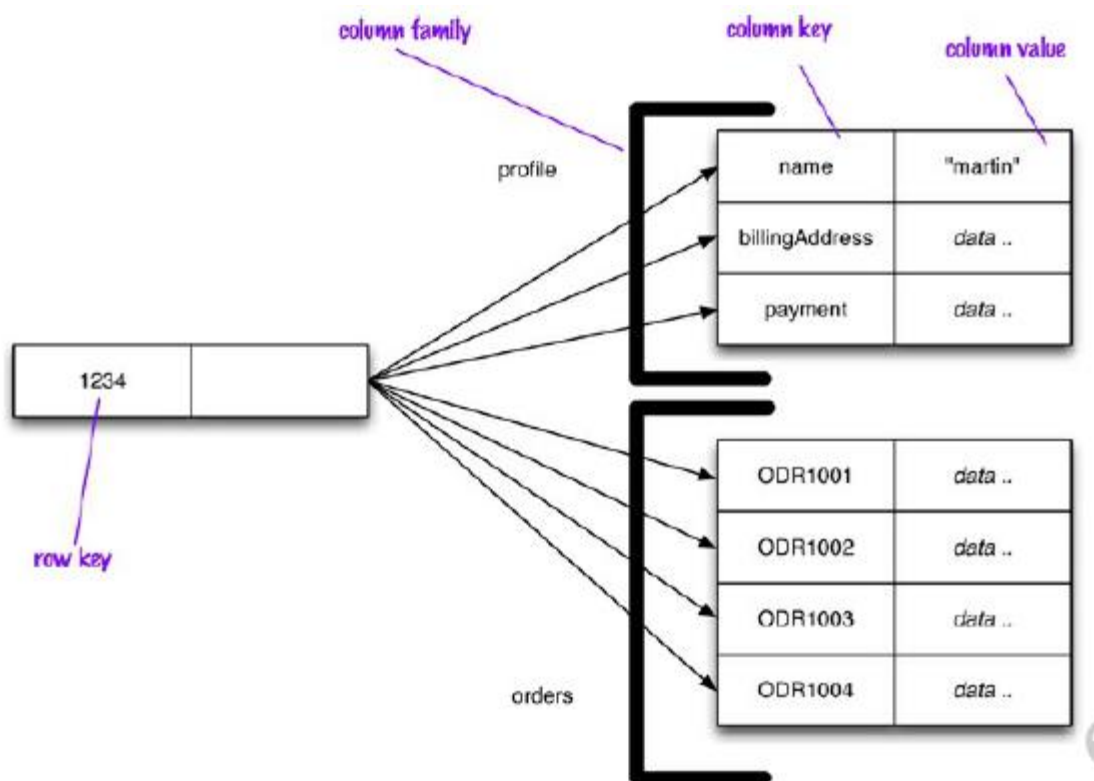 column family
column key
column value
profile
name
"martin"
billingAddress
data ..
payment
data ..
1234
row key
ODR1001
data ..
ODR1002
data ..
ODR1003
data ..
orders
ODR1004
data ..